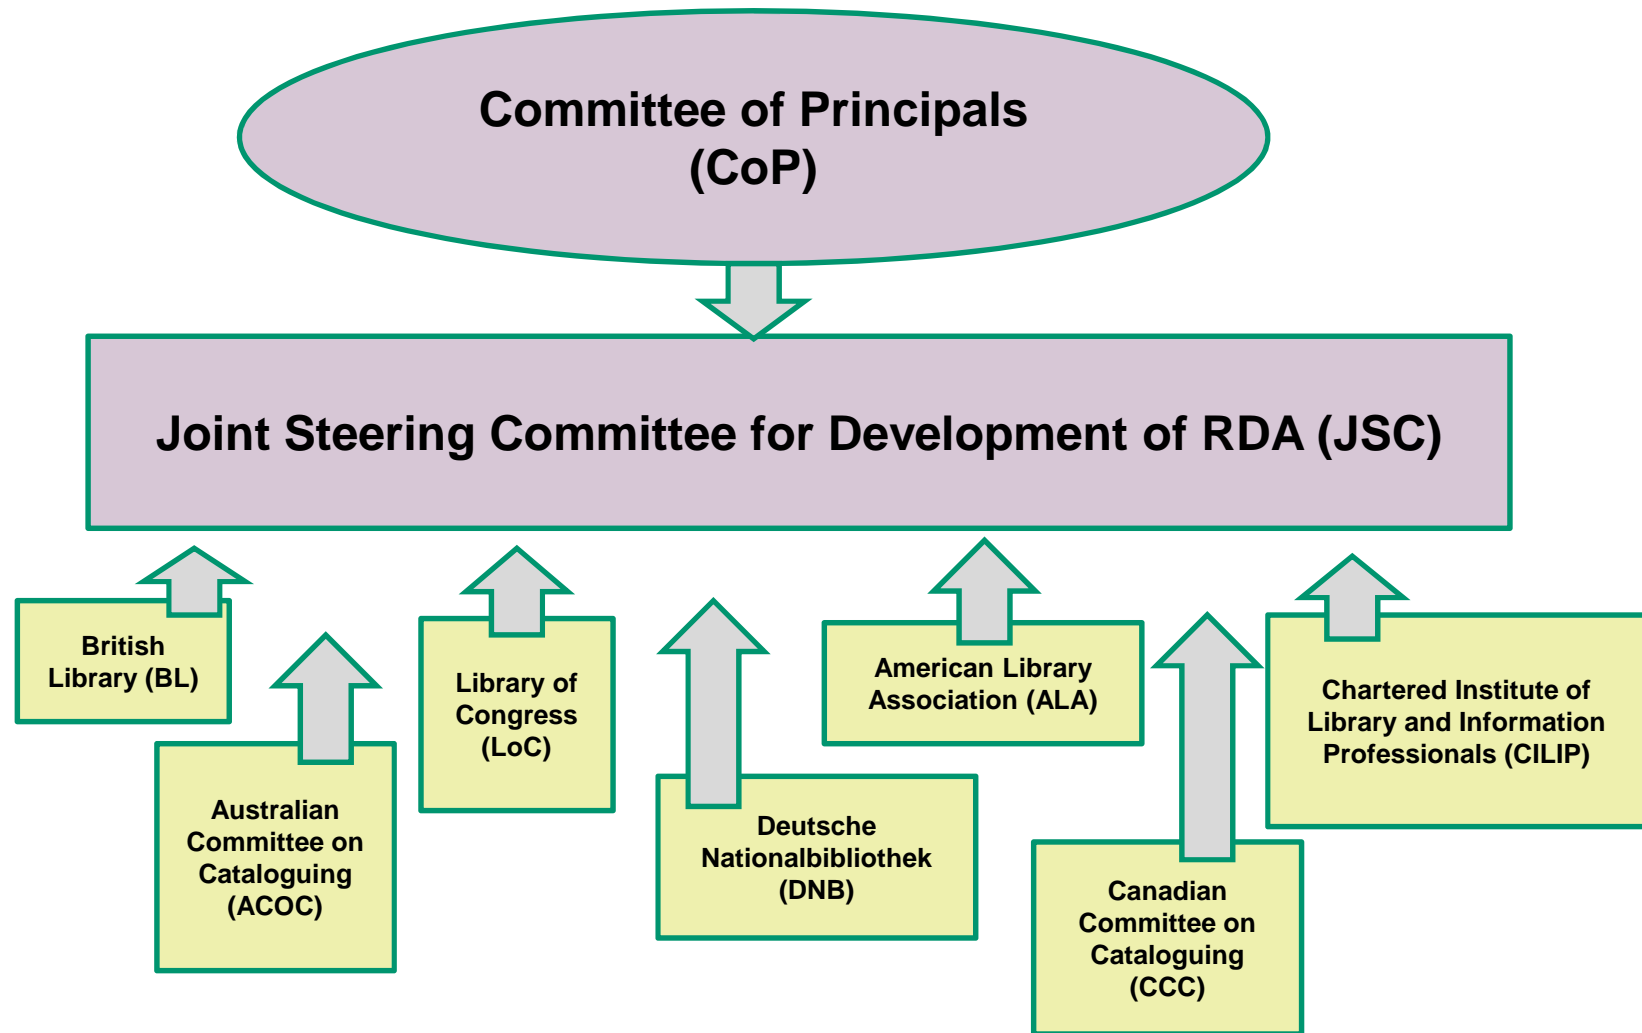 Committee of Principals
(CoP)
Joint Steering Committee for Development of RDA (JSC)
British
Library (BL)
Australian
Committee on
Cataloguing
(ACOC)
Library of
Congress
(LoC)
Deutsche
Nationalbibliothek
(DNB)
American Library
Association (ALA)
Canadian
Committee on
Cataloguing
(CCC)
Chartered Institute of
Library and Information
Professionals (CILIP)